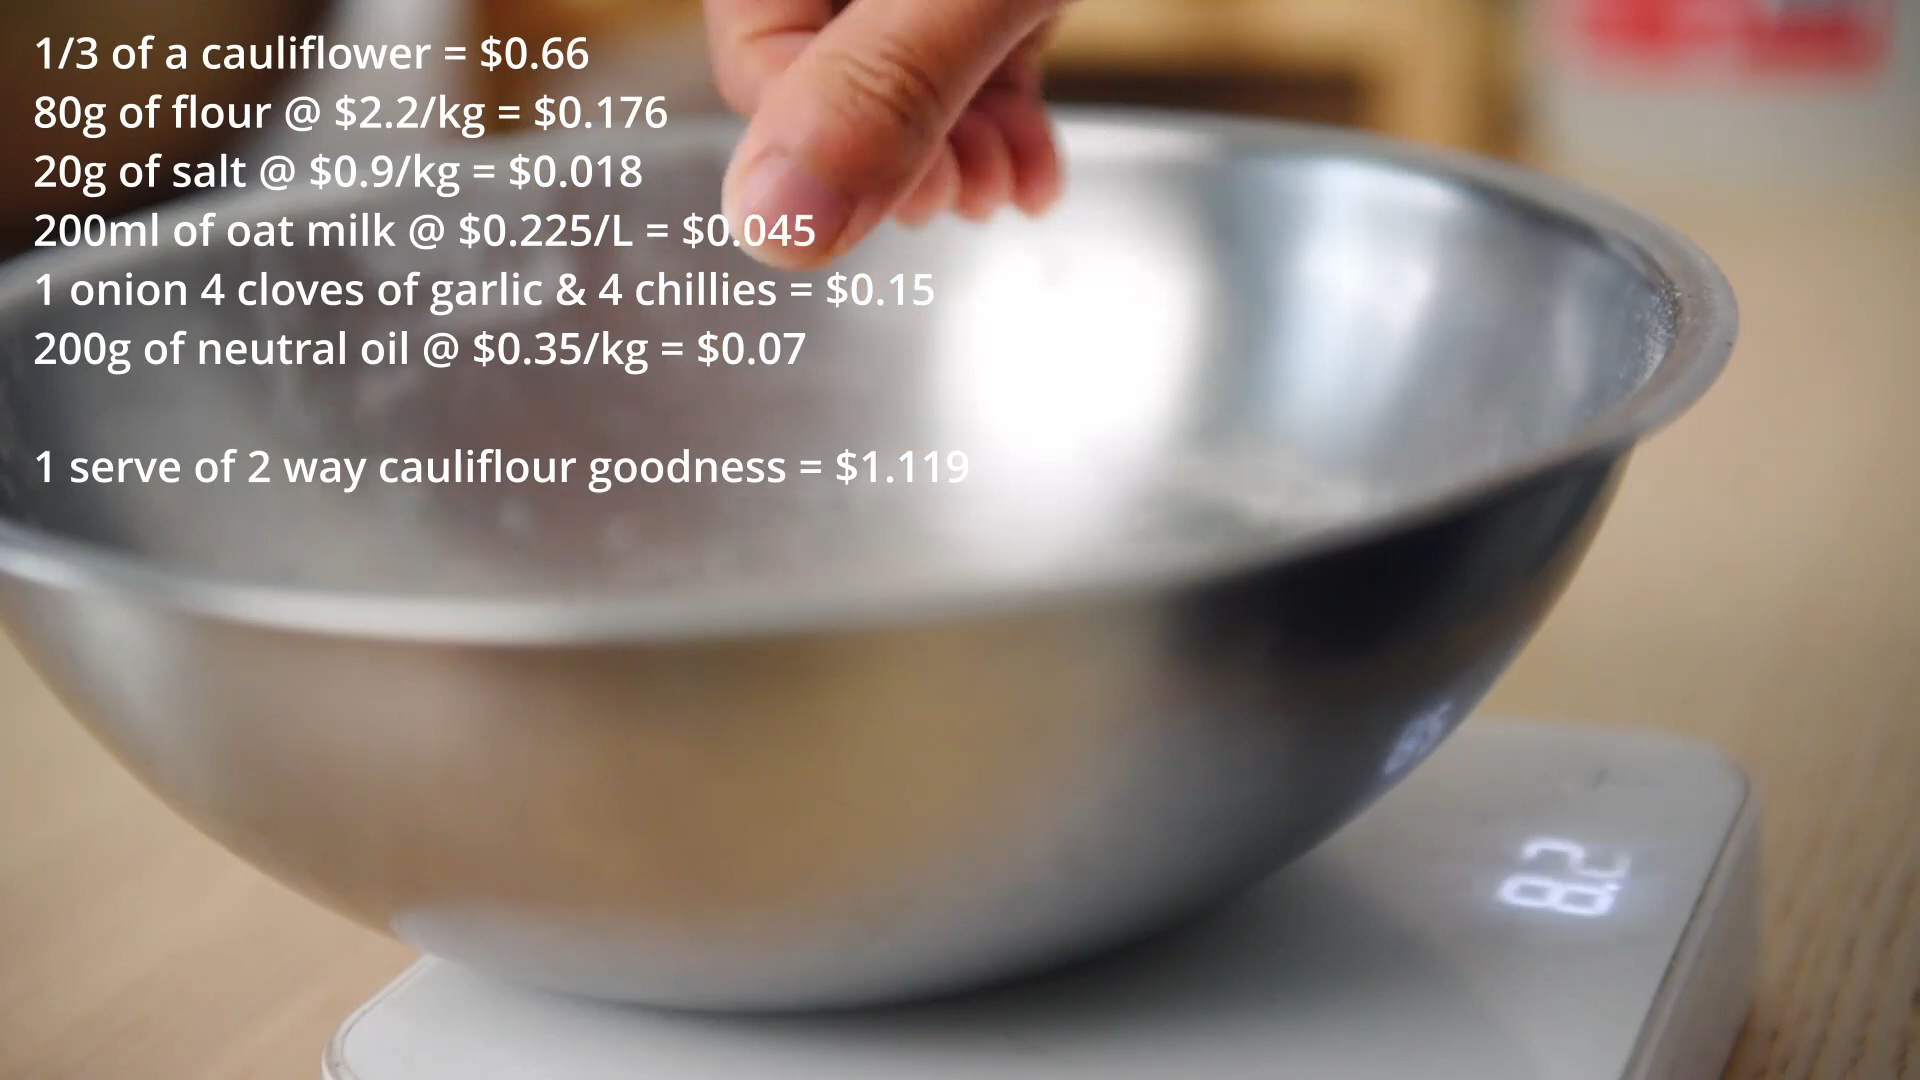 1/3 of a cauliflower = $0.66
80g of flour @ $2.2/kg = $0.176
20g of salt @ $0.9/kg = $0.018
200ml of oat milk @ $0.225/L = $0.045
1 onion 4 cloves of garlic & 4 chillies = $0.15
200g of neutral oil @ $0.35/kg = $0.07
1 serve of 2 way cauliflour goodness = $1.119
8.2